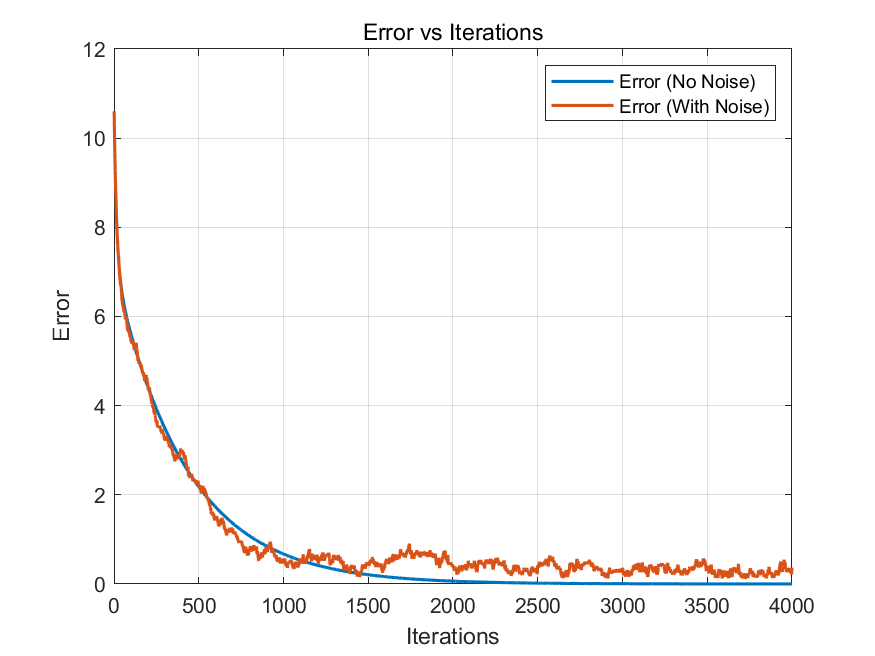 Error vs Iterations
12
10
8
6
4
2
0
Error
Error (No Noise)
Error (With Noise)
0 500 1000 1500 2000 2500 3000 3500 4000
Iterations